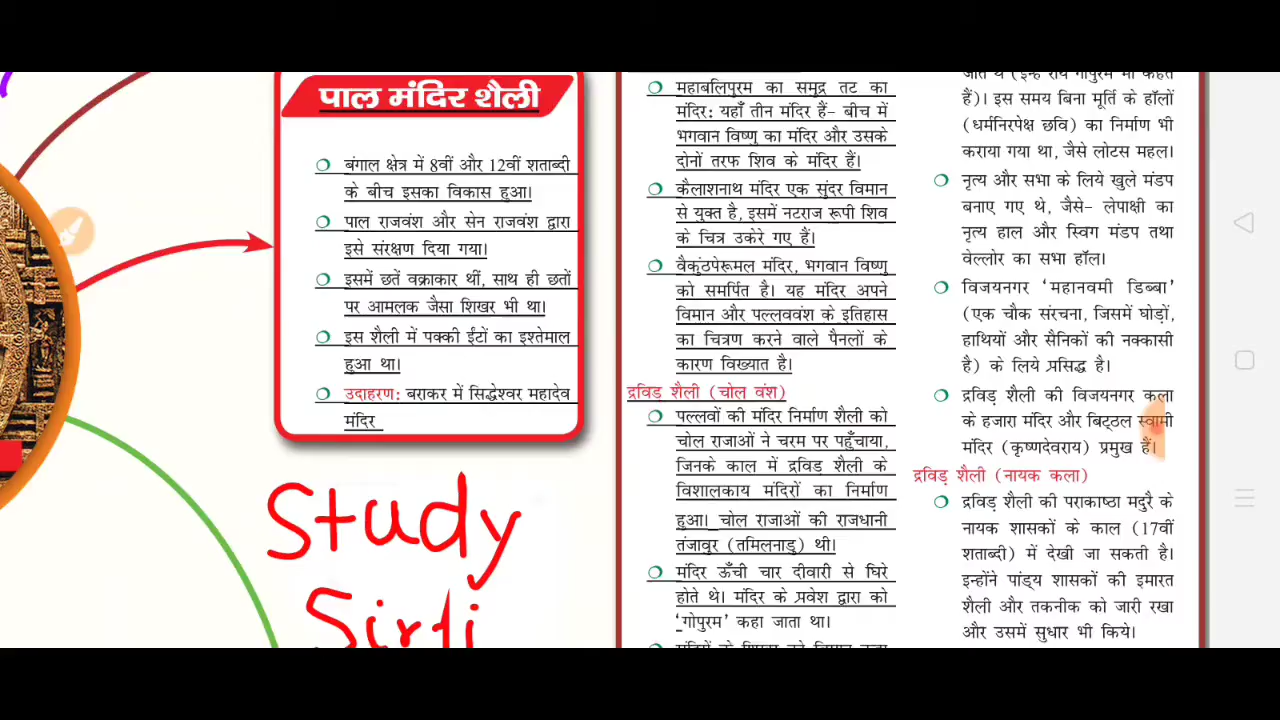 पाल मंदिर शैली
बंगाल क्षेत्र में 8वीं और 12वीं शताब्दी
के बीच इसका विकास हुआ।
पाल राजवंश और सेन राजवंश द्वारा
इसे संरक्षण दिया गया।
इसमें छतें वक्राकार थीं, साथ ही छतों
पर आमलक जैसा शिखर भी था।
इस शैली में पक्की ईंटों का इश्तेमाल
हुआ था।
उदाहरण: बराकर में सिद्धेश्वर महादेव
मंदिर
Study
Sirfi
महाबलिपुरम का समुद्र तट का
मंदिर: यहाँ तीन मंदिर हैं- बीच में
भगवान विष्णु का मंदिर और उसके
दोनों तरफ शिव के मंदिर हैं।
कैलाशनाथ मंदिर एक सुंदर विमान
से युक्त है, इसमें नटराज रूपी शिव
के चित्र उकेरे गए हैं।
वैकुंठपेरूमल मंदिर, भगवान विष्णु
को समर्पित है। यह मंदिर अपने
विमान और पल्लववंश के इतिहास
का चित्रण करने वाले पैनलों के
कारण विख्यात है।
द्रविड़ शैली (चोल वंश)
पल्लवों की मंदिर निर्माण शैली को
चोल राजाओं ने चरम पर पहुँचाया,
जिनके काल में द्रविड़ शैली के
विशालकाय मंदिरों का निर्माण
हुआ। चोल राजाओं की राजधानी
तंजावुर (तमिलनाडु) थी।
मंदिर ऊँची चार दीवारी से घिरे
होते थे। मंदिर के प्रवेश द्वारा को
‘गोपुरम’ कहा जाता था।
जाते थे (इन्हें राय गोपुरम भी कहते
हैं)। इस समय बिना मूर्ति के हॉलों
(धर्मनिरपेक्ष छवि) का निर्माण भी
कराया गया था, जैसे लोटस महल।
नृत्य और सभा के लिये खुले मंडप
बनाए गए थे, जैसे- लेपाक्षी का
नृत्य हाल और स्विग मंडप तथा
वेल्लोर का सभा हॉल।
विजयनगर ‘महानवमी डिब्बा’
(एक चौक संरचना, जिसमें घोड़ों,
हाथियों और सैनिकों की नक्कासी
है) के लिये प्रसिद्ध है।
द्रविड़ शैली की विजयनगर कला
के हजारा मंदिर और बिट्ठल स्वामी
मंदिर (कृष्णदेवराय) प्रमुख हैं।
द्रविड़ शैली (नायक कला)
द्रविड़ शैली की पराकाष्ठा मदुरै के
नायक शासकों के काल (17वीं
शताब्दी) में देखी जा सकती है।
इन्होंने पांड्य शासकों की इमारत
शैली और तकनीक को जारी रखा
और उसमें सुधार भी किये।